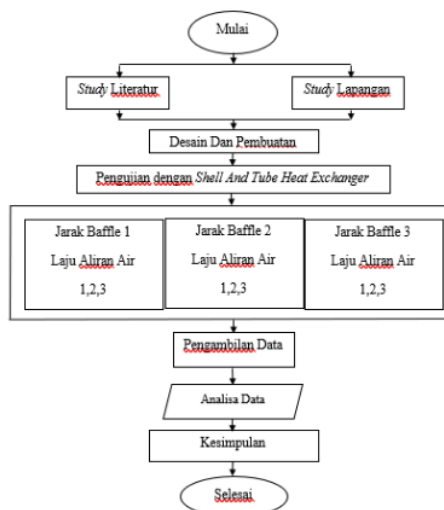 Mulai
Study Literatur
Study Lapangan
Desain Dan Pembuatan
Pengujian dengan Shell And Tube Heat Exchanger
Jarak Baffle 1
Laju Aliran Air
1,2,3
Jarak Baffle 2
Laju Aliran Air
1,2,3
Jarak Baffle 3
Laju Aliran Air
1,2,3
Pengambilan Data
Analisa Data
Kesimpulan
Selesai